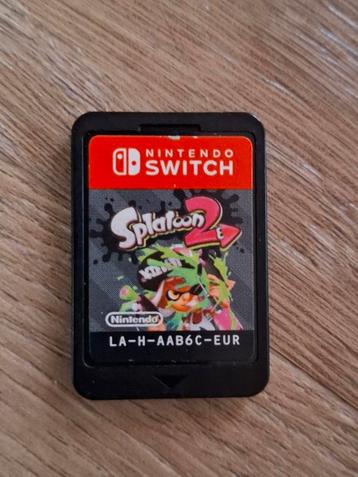 NINTENDO
SWITCH
Splatoon 2
Nintendo
LA-H-AAB6C-EUR